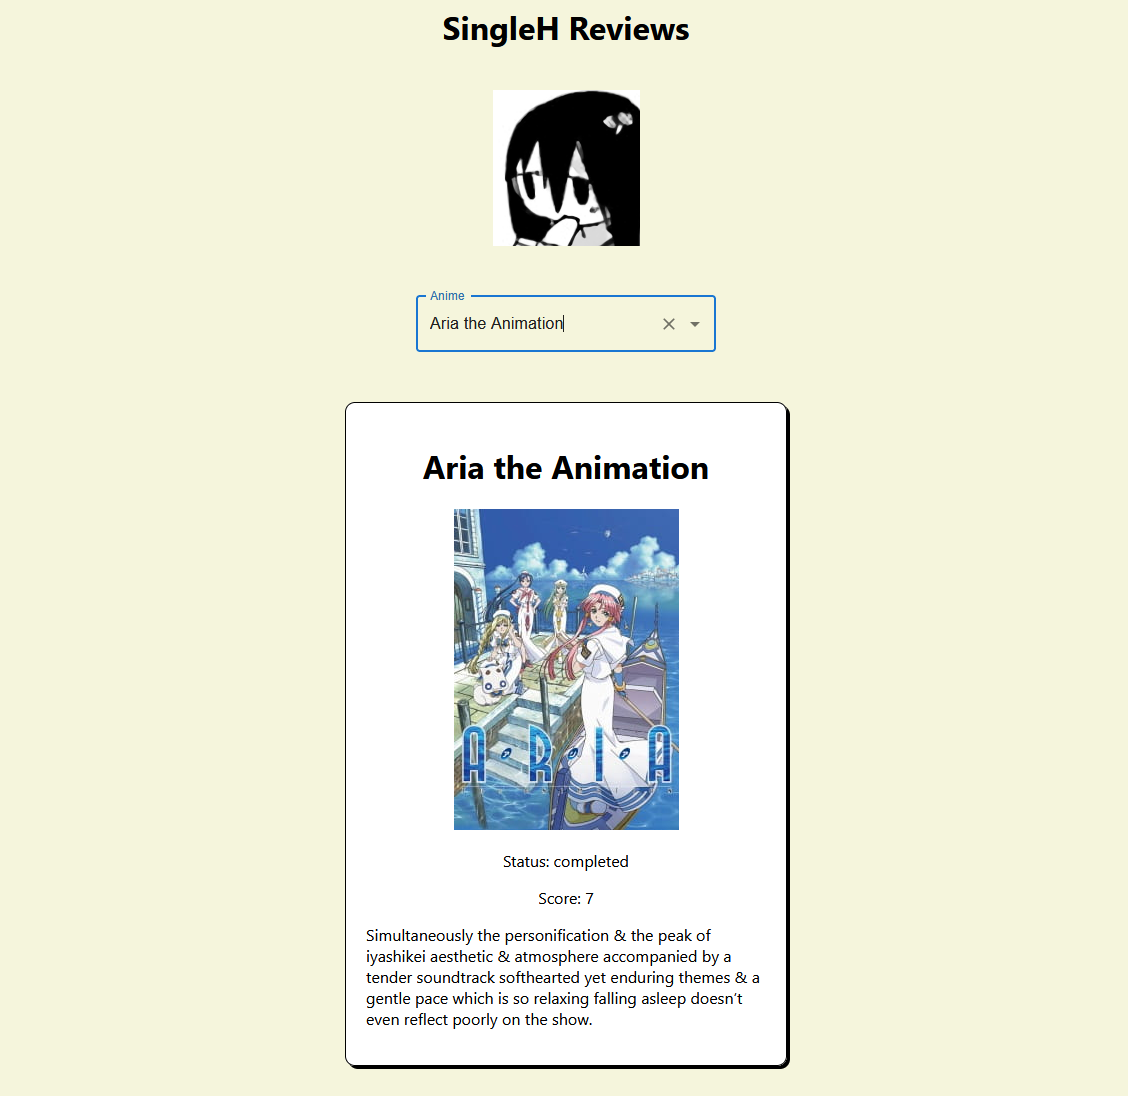 SingleH Reviews
Anime
Aria the Animation
Aria the Animation
A·R·I·A
Status: completed
Score: 7
Simultaneously the personification & the peak of
iyashikei aesthetic & atmosphere accompanied by a
tender soundtrack softhearted yet enduring themes & a
gentle pace which is so relaxing falling asleep doesn't
even reflect poorly on the show.